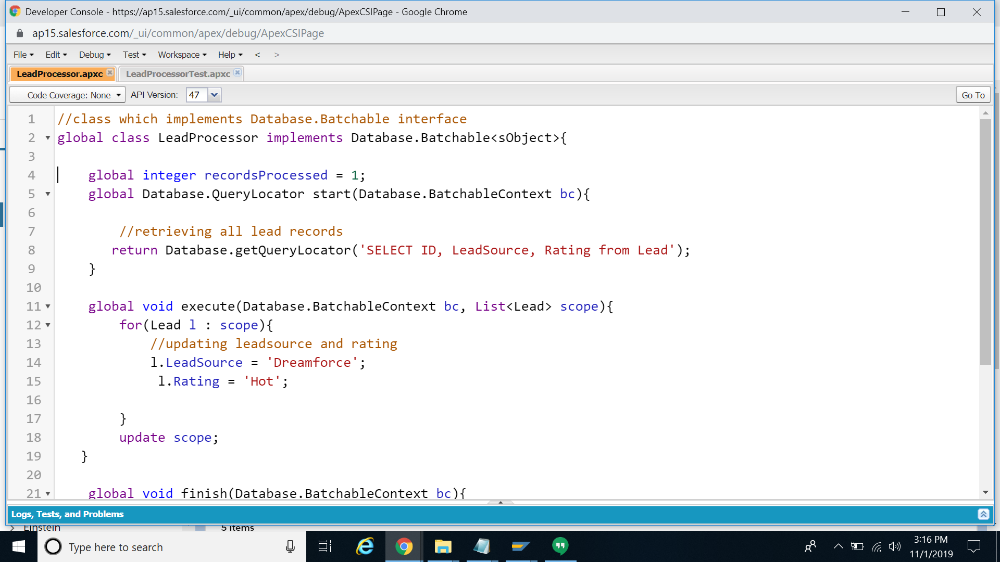 Developer Console - https://ap15.salesforce.com/_ui/common/apex/debug/ApexCSIPage - Google Chrome
ap15.salesforce.com/_ui/common/apex/debug/ApexCSIPage
File Edit Debug Test Workspace Help < >
LeadProcessor.apxc LeadProcessorTest.apxc
Code Coverage: None API Version: 47 Go To
1 //class which implements Database.Batchable interface
2 global class LeadProcessor implements Database.Batchable<sObject>{
3
4 global integer recordsProcessed = 1;
5 global Database.QueryLocator start(Database.BatchableContext bc){
6
7 //retrieving all lead records
8 return Database.getQueryLocator('SELECT ID, LeadSource, Rating from Lead');
9 }
10
11 global void execute(Database.BatchableContext bc, List<Lead> scope){
12 for(Lead l : scope){
13 //updating leadsource and rating
14 l.LeadSource = 'Dreamforce';
15 l.Rating = 'Hot';
16
17 }
18 update scope;
19 }
20
21 global void finish(Database.BatchableContext bc){
Logs, Tests, and Problems
Einstein 5 items
Type here to search
3:16 PM
11/1/2019